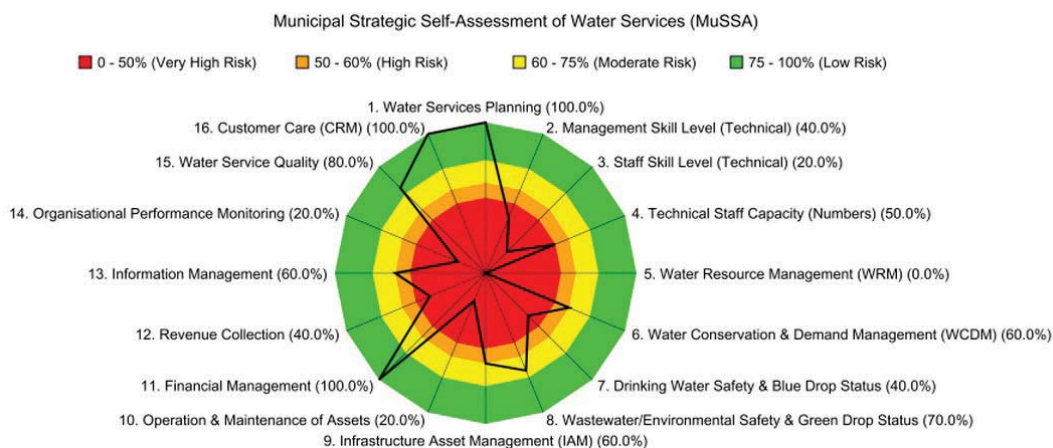 Municipal Strategic Self-Assessment of Water Services (MuSSA)
0 - 50% (Very High Risk)
50 - 60% (High Risk)
60 - 75% (Moderate Risk)
75 - 100% (Low Risk)
1. Water Services Planning (100.0%)
2. Management Skill Level (Technical) (40.0%)
3. Staff Skill Level (Technical) (20.0%)
4. Technical Staff Capacity (Numbers) (50.0%)
5. Water Resource Management (WRM) (0.0%)
6. Water Conservation & Demand Management (WCDM) (60.0%)
7. Drinking Water Safety & Blue Drop Status (40.0%)
8. Wastewater/Environmental Safety & Green Drop Status (70.0%)
9. Infrastructure Asset Management (IAM) (60.0%)
10. Operation & Maintenance of Assets (20.0%)
11. Financial Management (100.0%)
12. Revenue Collection (40.0%)
13. Information Management (60.0%)
14. Organisational Performance Monitoring (20.0%)
15. Water Service Quality (80.0%)
16. Customer Care (CRM) (100.0%)